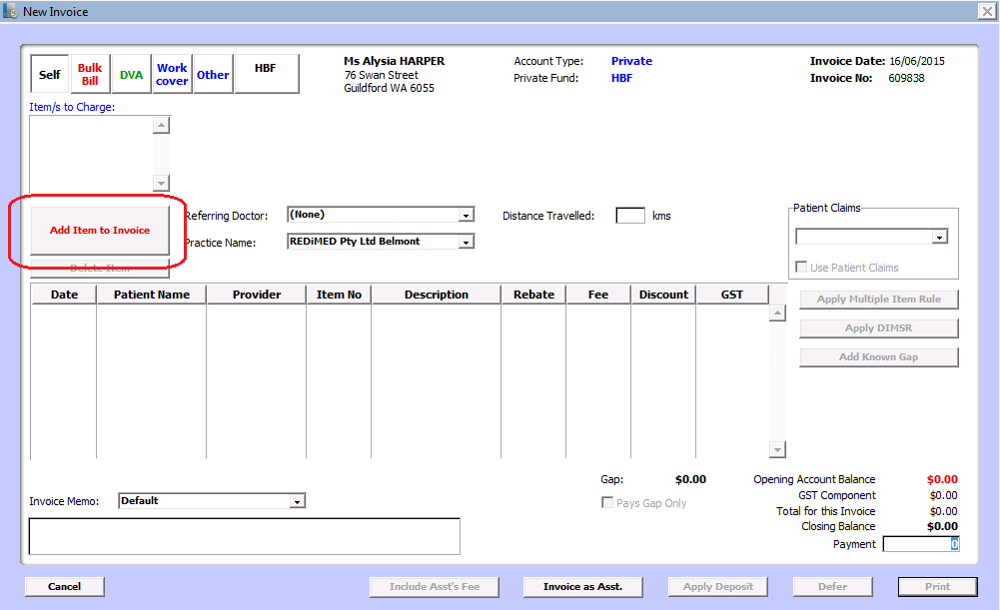 New Invoice
Self
Bulk
Bill
DVA
Work
cover
Other
HBF
Ms Alysia HARPER
76 Swan Street
Guildford WA 6055
Account Type: Private
Private Fund: HBF
Invoice Date: 16/06/2015
Invoice No: 609838
Item/s to Charge:
Add Item to Invoice
Delete Item
Referring Doctor: (None)
Practice Name: REDiMED Pty Ltd Belmont
Distance Travelled: kms
Patient Claims
Use Patient Claims
Apply Multiple Item Rule
Apply DIMSR
Add Known Gap
Date Patient Name Provider Item No Description Rebate Fee Discount GST
Gap: $0.00
Pays Gap Only
Opening Account Balance $0.00
GST Component $0.00
Total for this Invoice $0.00
Closing Balance $0.00
Payment 0
Invoice Memo: Default
Cancel
Include Asst's Fee
Invoice as Asst.
Apply Deposit
Defer
Print